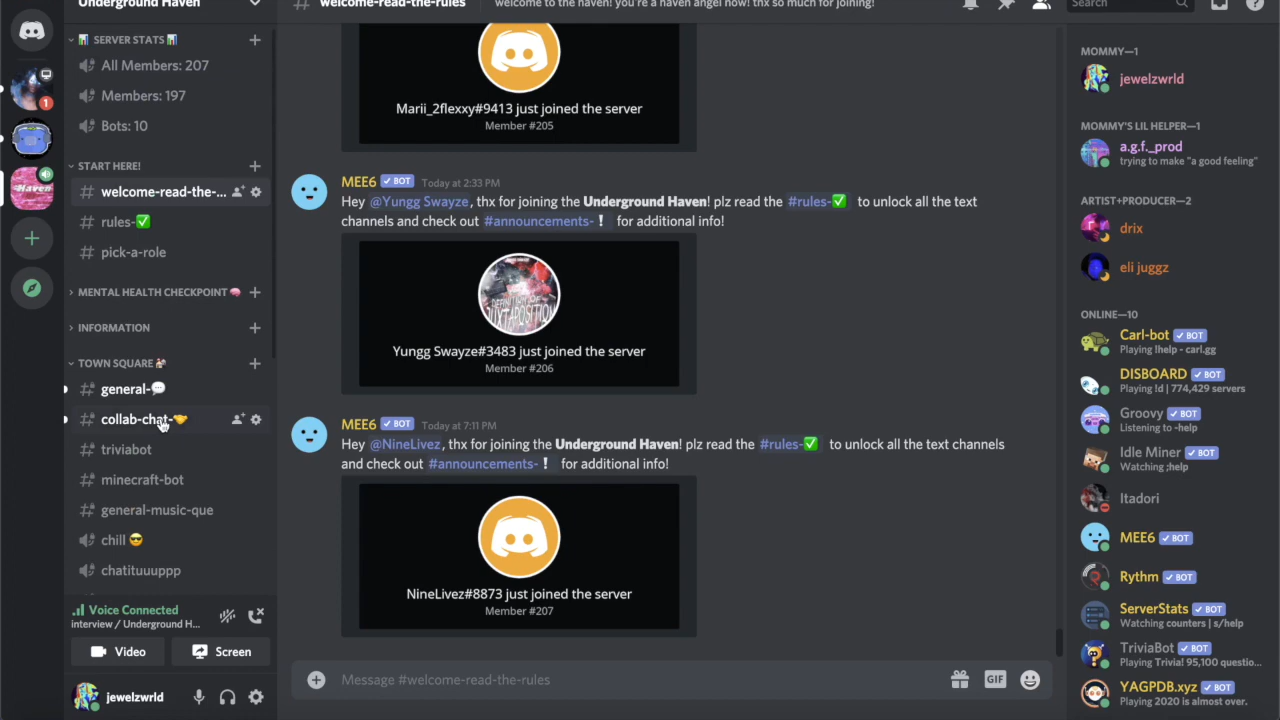 Underground Haven
SERVER STATS
All Members: 207
Members: 197
Bots: 10
START HERE!
welcome-read-the-...
rules-✅
pick-a-role
MENTAL HEALTH CHECKPOINT🧠
INFORMATION
TOWN SQUARE
general-💬
collab-chat-🤝
triviabot
minecraft-bot
general-music-que
chill 😎
chatituuuppp
Voice Connected
interview / Underground H...
Video
Screen
jewelzwrld
welcome-read-the-rules
welcome to the haven! you're a haven angel now! thx so much for joining!
Search
Marii_2flexxy#9413 just joined the server
Member #205
MEE6 ✔ BOT Today at 2:33 PM
Hey @Yungg Swayze, thx for joining the Underground Haven! plz read the #rules-✅ to unlock all the text
channels and check out #announcements-❗ for additional info!
DEFINITION OF
JUXTAPOSITION
Yungg Swayze#3483 just joined the server
Member #206
MEE6 ✔ BOT Today at 7:11 PM
Hey @NineLivez, thx for joining the Underground Haven! plz read the #rules-✅ to unlock all the text channels
and check out #announcements-❗ for additional info!
NineLivez#8873 just joined the server
Member #207
Message #welcome-read-the-rules
GIF
MOMMY—1
jewelzwrld
MOMMY'S LIL HELPER—1
a.g.f._prod
trying to make "a good feeling"
ARTIST+PRODUCER—2
drix
eli juggz
ONLINE—10
Carl-bot ✔ BOT
Playing !help - carl.gg
DISBOARD ✔ BOT
Playing !d | 774,429 servers
Groovy ✔ BOT
Listening to -help
Idle Miner ✔ BOT
Watching ;help
Itadori
MEE6 ✔ BOT
Rythm ✔ BOT
ServerStats ✔ BOT
Watching counters | s/help
TriviaBot ✔ BOT
Playing Trivia! 95,100 questio...
YAGPDB.xyz ✔ BOT
Playing 2020 is almost over.
Haven
1